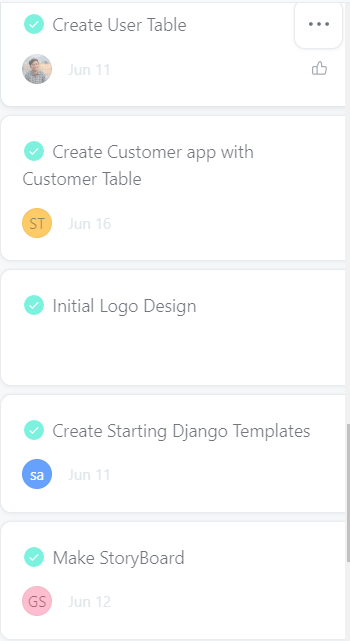 Create User Table
Jun 11
Create Customer app with
Customer Table
ST
Jun 16
Initial Logo Design
Create Starting Django Templates
sa
Jun 11
Make StoryBoard
GS
Jun 12